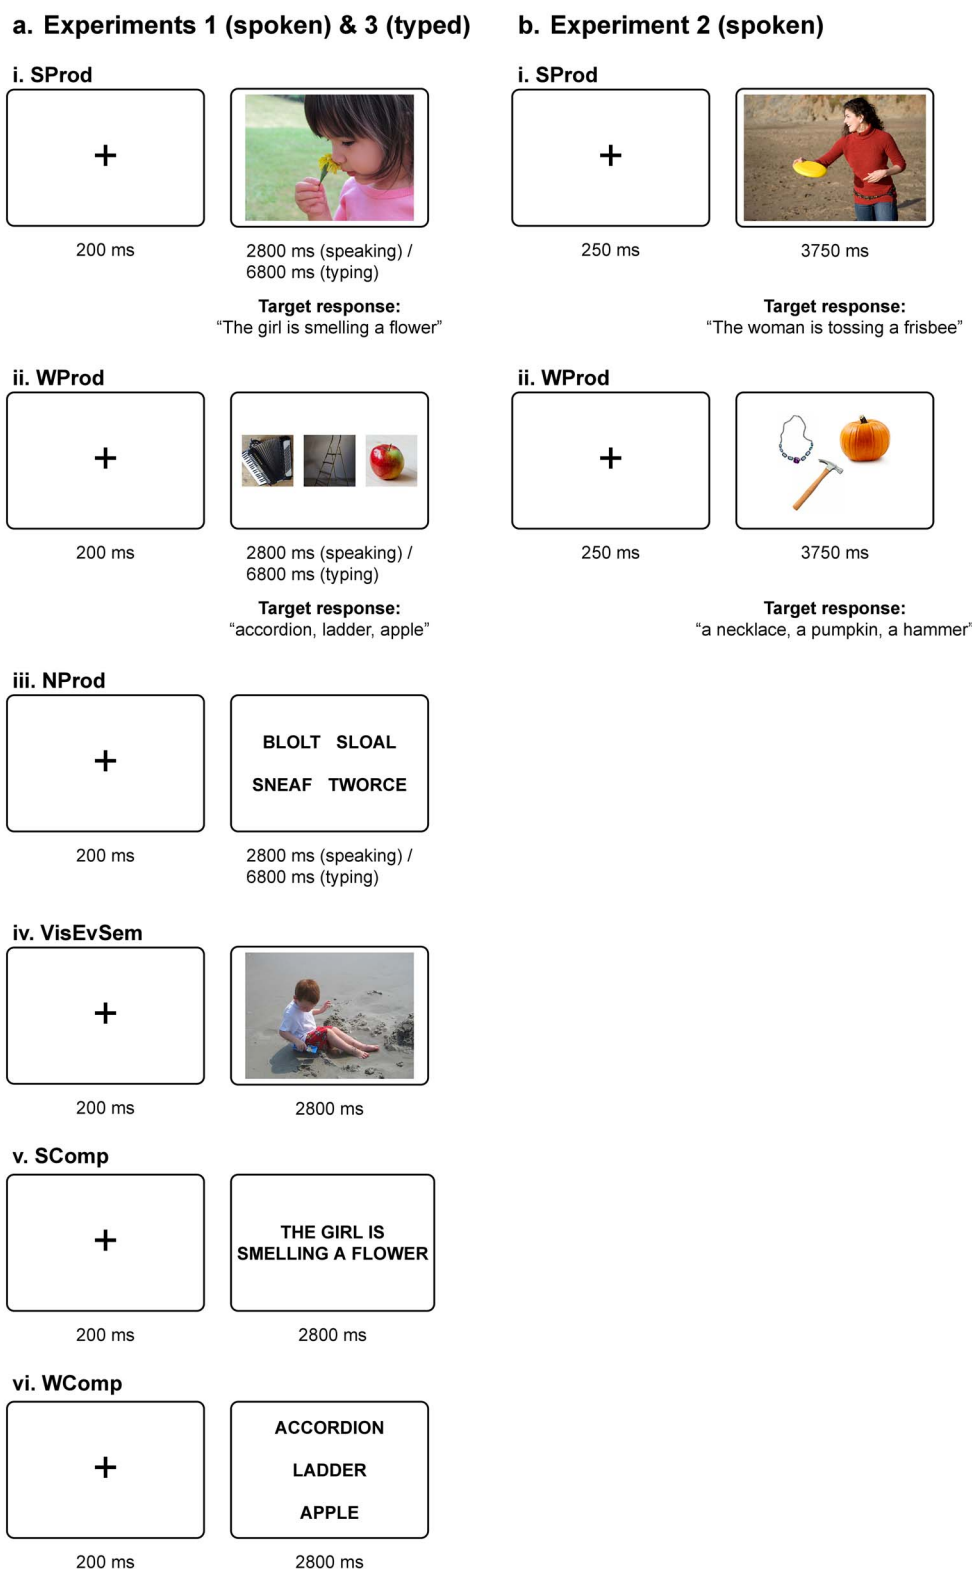 a. Experiments 1 (spoken) & 3 (typed)
i. SProd
200 ms
2800 ms (speaking) /
6800 ms (typing)
Target response:
“The girl is smelling a flower”
ii. WProd
200 ms
2800 ms (speaking) /
6800 ms (typing)
Target response:
“accordion, ladder, apple”
iii. NProd
BLOLT SLOAL
SNEAF TWORCE
200 ms
2800 ms (speaking) /
6800 ms (typing)
iv. VisEvSem
200 ms
2800 ms
v. SComp
THE GIRL IS
SMELLING A FLOWER
200 ms
2800 ms
vi. WComp
ACCORDION
LADDER
APPLE
200 ms
2800 ms
b. Experiment 2 (spoken)
i. SProd
250 ms
3750 ms
Target response:
“The woman is tossing a frisbee”
ii. WProd
250 ms
3750 ms
Target response:
“a necklace, a pumpkin, a hammer”